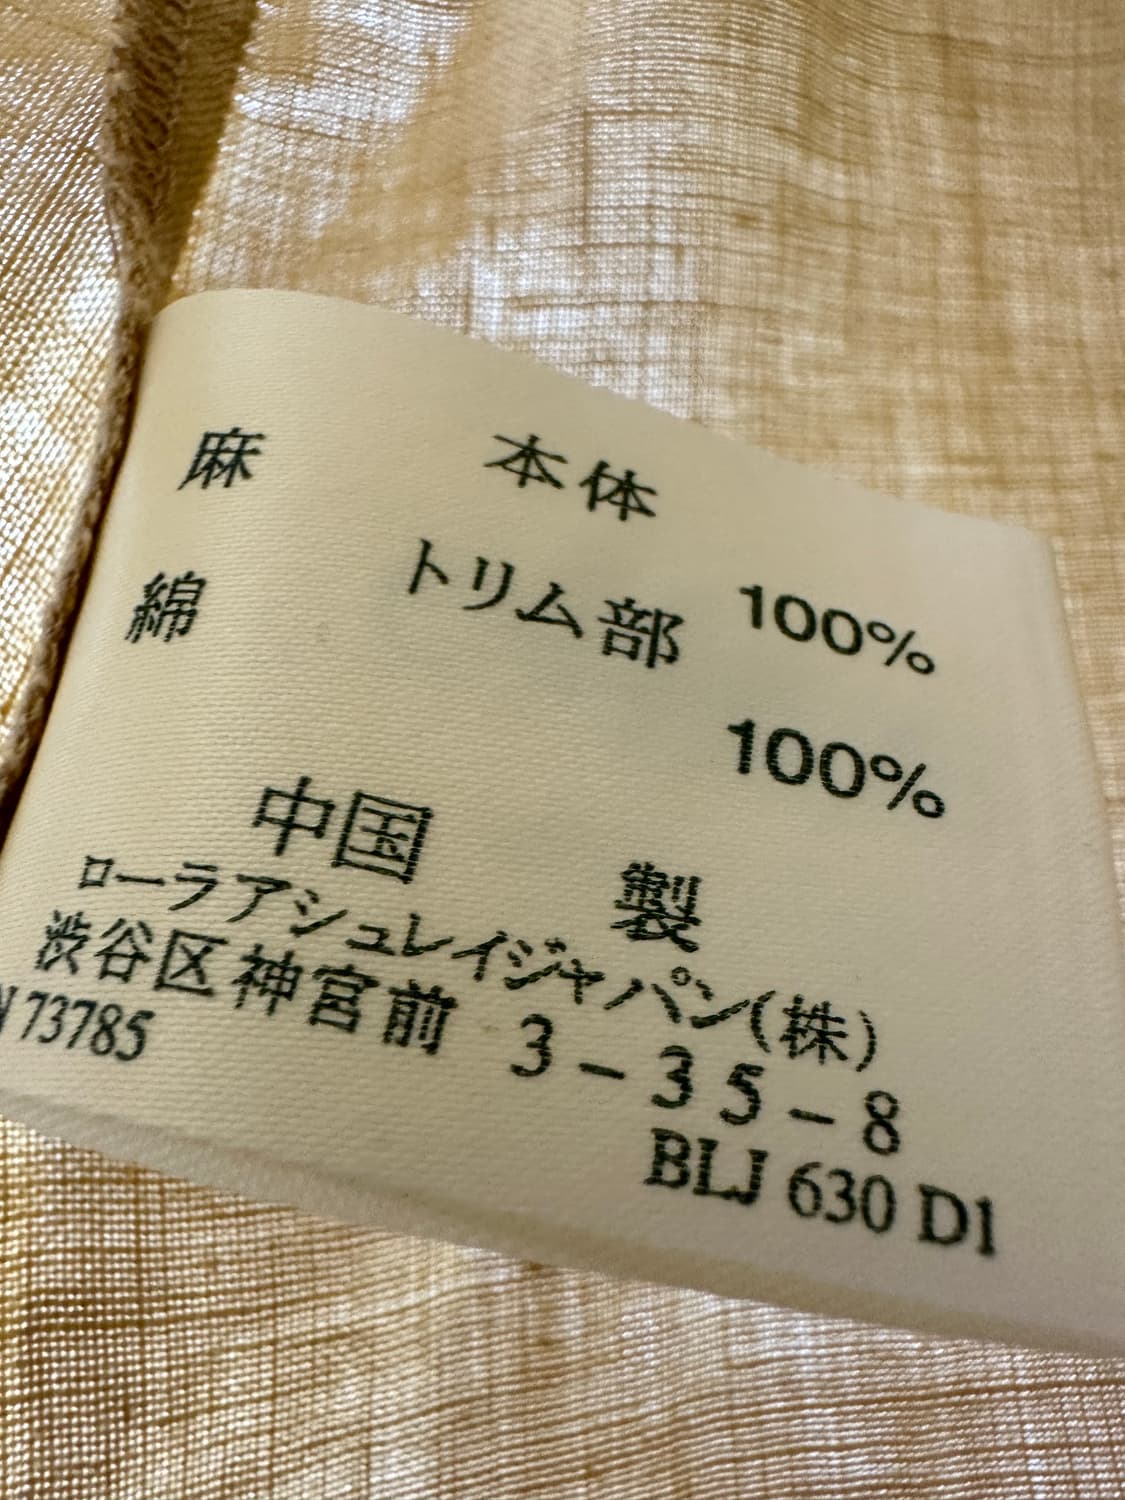 本体
麻 100%
トリム部
綿 100%
中国製
ローラアシュレイジャパン(株)
渋谷区神宮前 3-35-8
N 73785 BLJ 630 D1